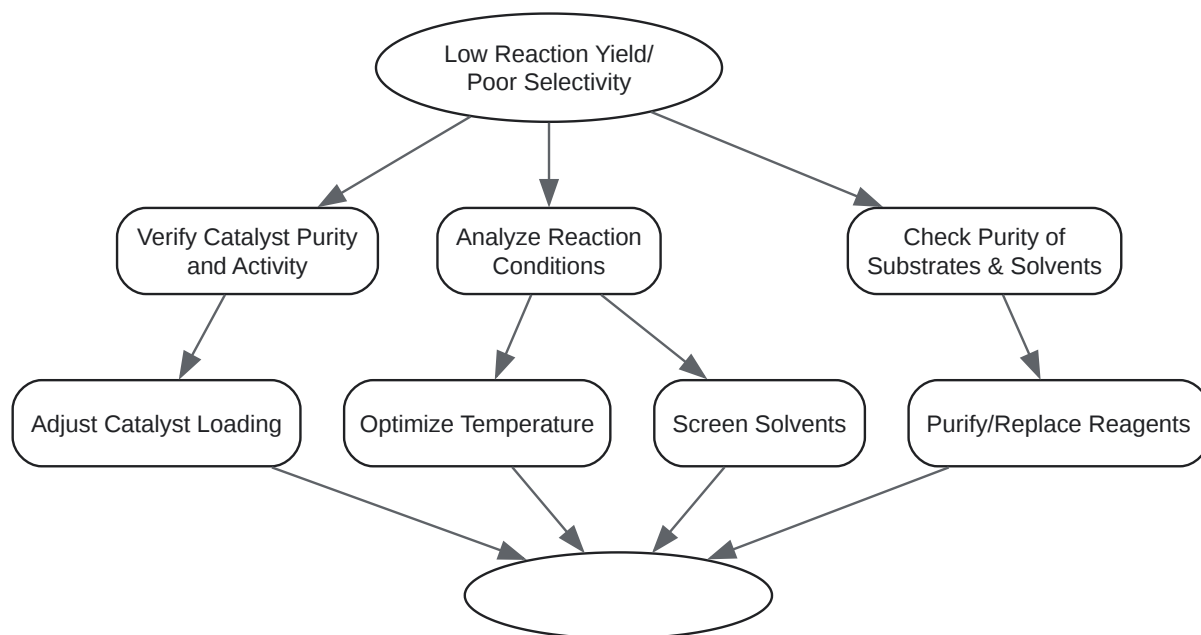 Low Reaction Yield/
Poor Selectivity
Verify Catalyst Purity
and Activity
Analyze Reaction
Conditions
Check Purity of
Substrates & Solvents
Adjust Catalyst Loading
Optimize Temperature
Screen Solvents
Purify/Replace Reagents